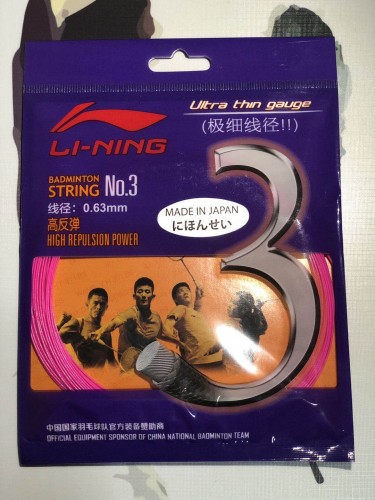 Ultra thin gauge
(极细线径!!)
LI-NING
BADMINTON
STRING No.3
线径：0.63mm
高反弹
HIGH REPULSION POWER
MADE IN JAPAN
にほんせい
3
中国国家羽毛球队官方装备赞助商
OFFICIAL EQUIPMENT SPONSOR OF CHINA NATIONAL BADMINTON TEAM